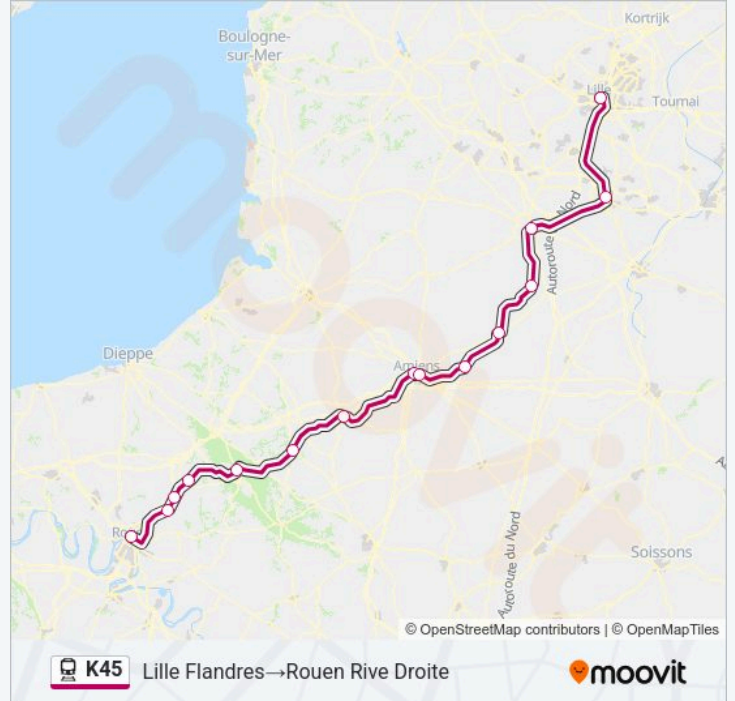 Kortrijk
Boulogne-
sur-Mer
Lille
Tournai
Nord
Autoroute
Dieppe
Amiens
moovit
Autoroute du Nord
Soissons
© OpenStreetMap contributors | © OpenMapTiles
K45
Lille Flandres→Rouen Rive Droite
moovit